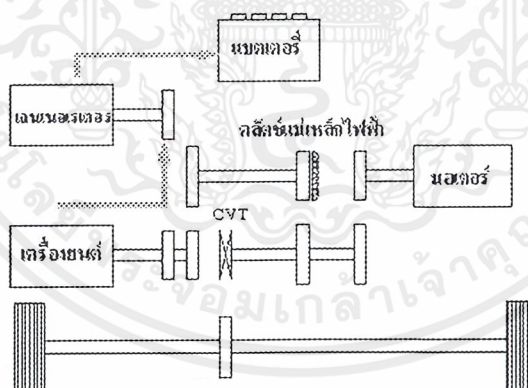 แบตเตอรี่
เจนเนอเรเตอร์
คลัตช์แม่เหล็กไฟฟ้า
มอเตอร์
CVT
เครื่องยนต์